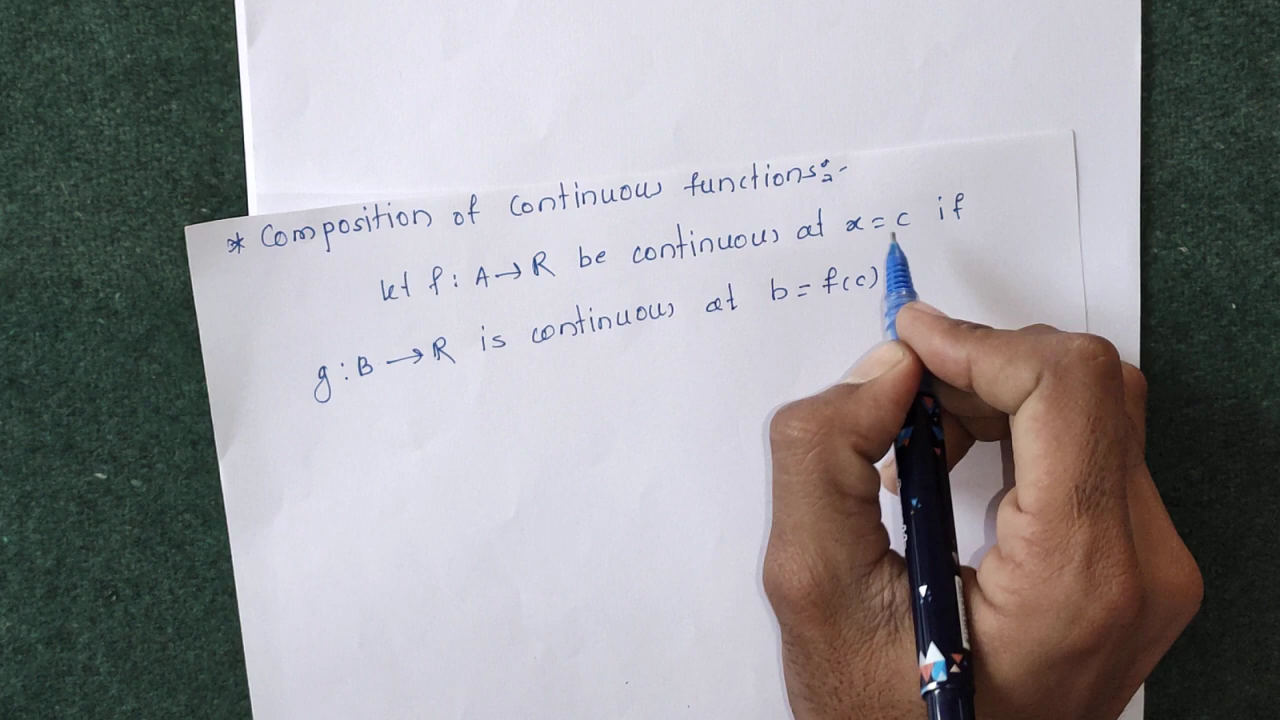 * Composition of continuous functions:-
let f : A → R be continuous at x = c if
g : B → R is continuous at b = f(c)